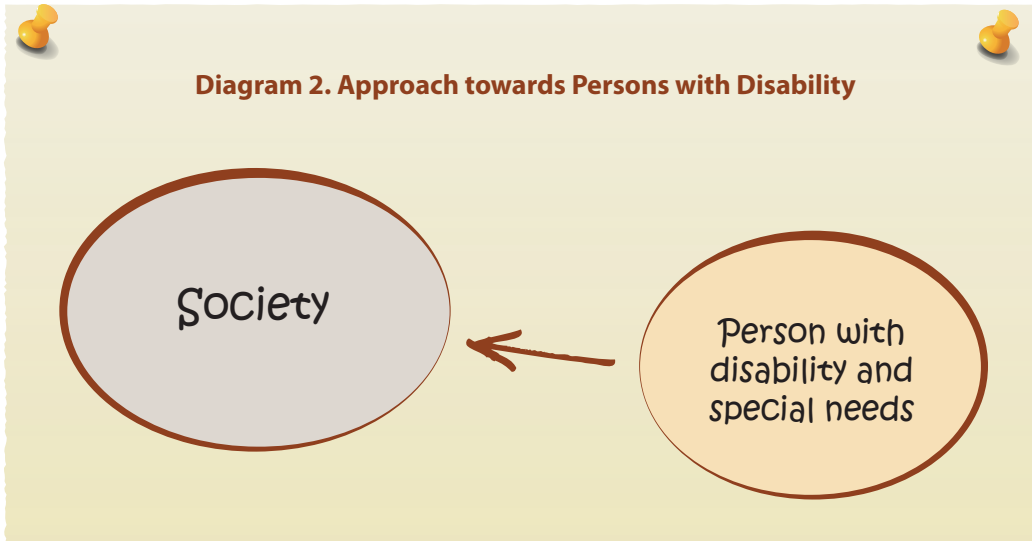 Diagram 2. Approach towards Persons with Disability
Society
Person with
disability and
special needs